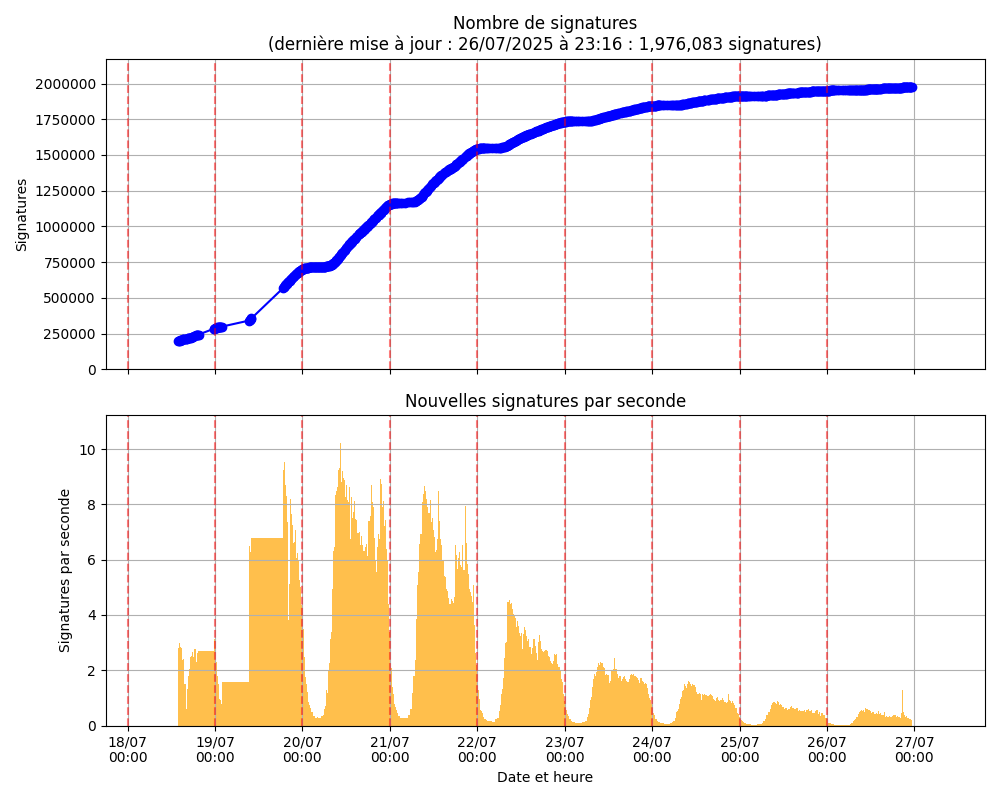 Nombre de signatures
(dernière mise à jour : 26/07/2025 à 23:16 : 1,976,083 signatures)
2000000
1750000
1500000
1250000
1000000
750000
500000
250000
0
Signatures
Nouvelles signatures par seconde
10
8
6
4
2
0
Signatures par seconde
18/07 19/07 20/07 21/07 22/07 23/07 24/07 25/07 26/07 27/07
00:00 00:00 00:00 00:00 00:00 00:00 00:00 00:00 00:00 00:00
Date et heure